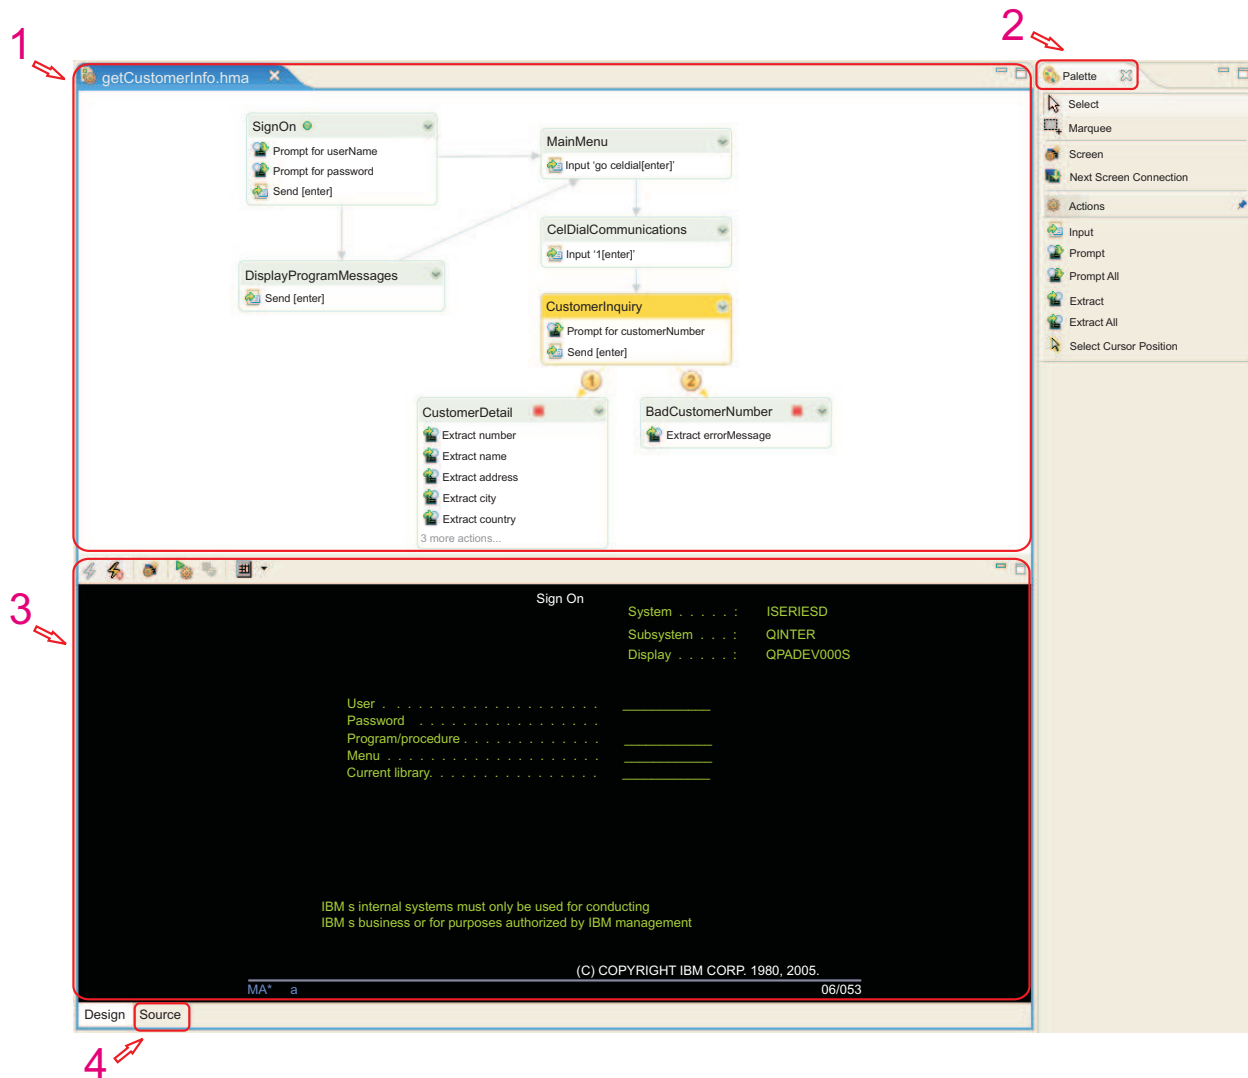 1
2
getCustomerInfo.hma
Palette
SignOn
Prompt for userName
Prompt for password
Send [enter]
MainMenu
Input ‘go celdial[enter]’
CelDialCommunications
Input ‘1[enter]’
DisplayProgramMessages
Send [enter]
CustomerInquiry
Prompt for customerNumber
Send [enter]
1
2
CustomerDetail
Extract number
Extract name
Extract address
Extract city
Extract country
3 more actions...
BadCustomerNumber
Extract errorMessage
Select
Marquee
Screen
Next Screen Connection
Actions
Input
Prompt
Prompt All
Extract
Extract All
Select Cursor Position
3
Sign On
System . . . . . : ISERIESD
Subsystem . . . : QINTER
Display . . . . . : QPADEV000S
User . . . . . . . . . . . . . . . . . . . ____________
Password . . . . . . . . . . . . . . . .
Program/procedure . . . . . . . . . . . . ____________
Menu . . . . . . . . . . . . . . . . . . . ____________
Current library. . . . . . . . . . . . . . . ____________
IBM s internal systems must only be used for conducting
IBM s business or for purposes authorized by IBM management
(C) COPYRIGHT IBM CORP. 1980, 2005.
MA* a 06/053
Design Source
4